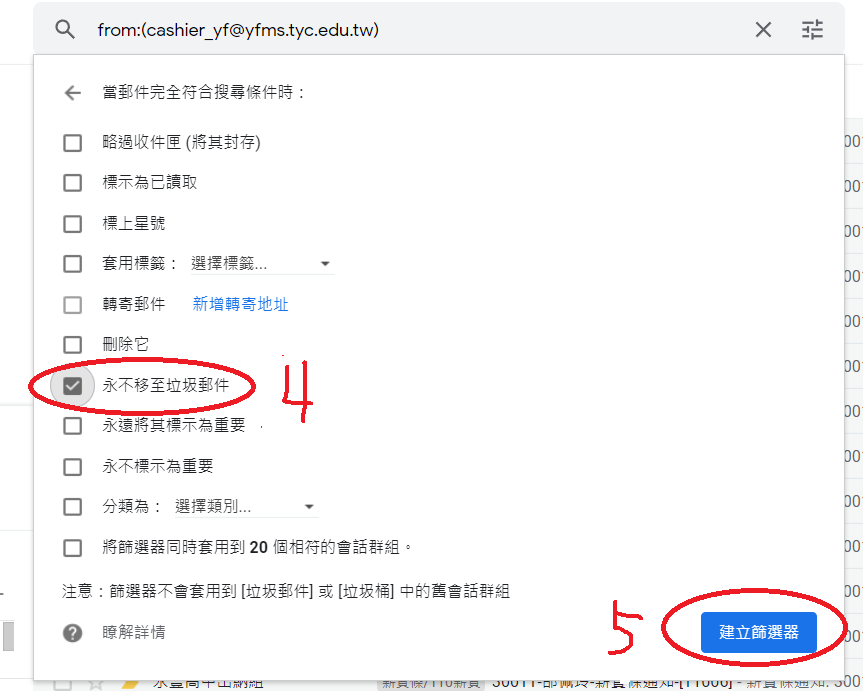 from:(cashier_yf@yfms.tyc.edu.tw)
當郵件完全符合搜尋條件時：
略過收件匣 (將其封存)
標示為已讀取
標上星號
套用標籤： 選擇標籤...
轉寄郵件 新增轉寄地址
刪除它
永不移至垃圾郵件
4
永遠將其標示為重要
永不標示為重要
分類為： 選擇類別...
將篩選器同時套用到 20 個相符的會話群組。
注意：篩選器不會套用到 [垃圾郵件] 或 [垃圾桶] 中的舊會話群組
5
建立篩選器
瞭解詳情